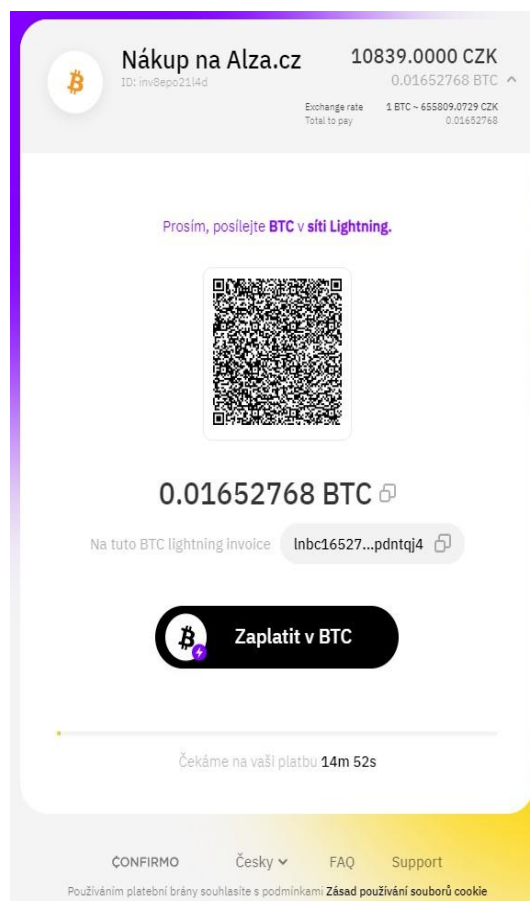 Nákup na Alza.cz
10839.0000 CZK
ID: inv8epo21l4d
0.01652768 BTC
Exchange rate 1 BTC ~ 655809.0729 CZK
Total to pay 0.01652768
Prosím, posílejte BTC v síti Lightning.
0.01652768 BTC
Na tuto BTC lightning invoice lnbc16527...pdntqj4
Zaplatit v BTC
Čekáme na vaši platbu 14m 52s
CONFIRMO Česky FAQ Support
Používáním platební brány souhlasíte s podmínkami Zásad používání souborů cookie